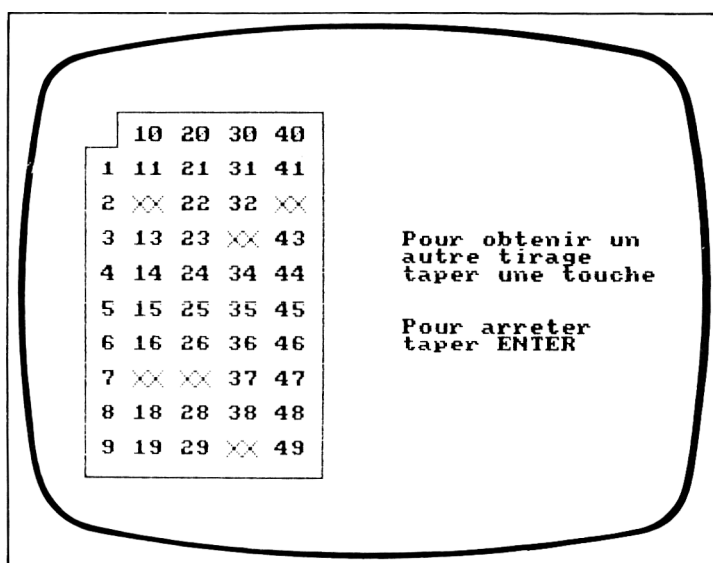 10 20 30 40
1 11 21 31 41
2 XX 22 32 XX
3 13 23 XX 43
4 14 24 34 44
5 15 25 35 45
6 16 26 36 46
7 XX XX 37 47
8 18 28 38 48
9 19 29 XX 49
Pour obtenir un
autre tirage
taper une touche
Pour arreter
taper ENTER